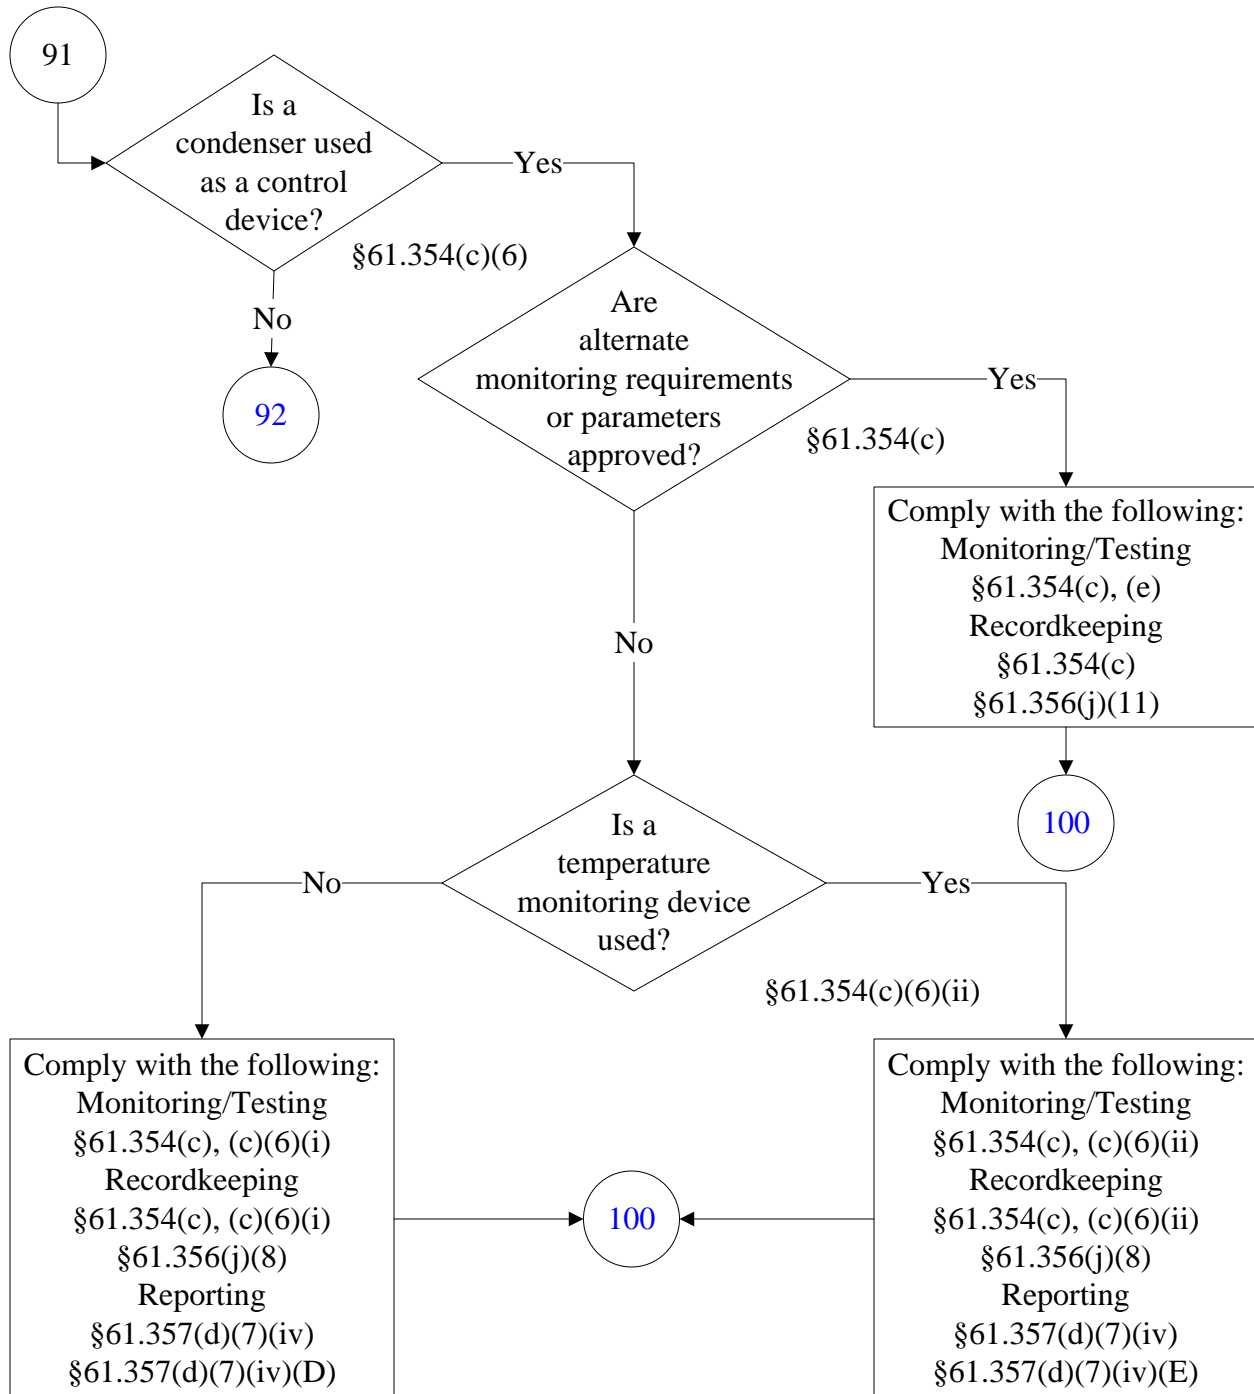 91
Is a
condenser used
as a control
device?
Yes
§61.354(c)(6)
No
92
Are
alternate
monitoring requirements
or parameters
approved?
Yes
§61.354(c)
Comply with the following:
Monitoring/Testing
§61.354(c), (e)
Recordkeeping
§61.354(c)
§61.356(j)(11)
100
No
Is a
temperature
monitoring device
used?
No
Yes
§61.354(c)(6)(ii)
Comply with the following:
Monitoring/Testing
§61.354(c), (c)(6)(i)
Recordkeeping
§61.354(c), (c)(6)(i)
§61.356(j)(8)
Reporting
§61.357(d)(7)(iv)
§61.357(d)(7)(iv)(D)
100
Comply with the following:
Monitoring/Testing
§61.354(c), (c)(6)(ii)
Recordkeeping
§61.354(c), (c)(6)(ii)
§61.356(j)(8)
Reporting
§61.357(d)(7)(iv)
§61.357(d)(7)(iv)(E)